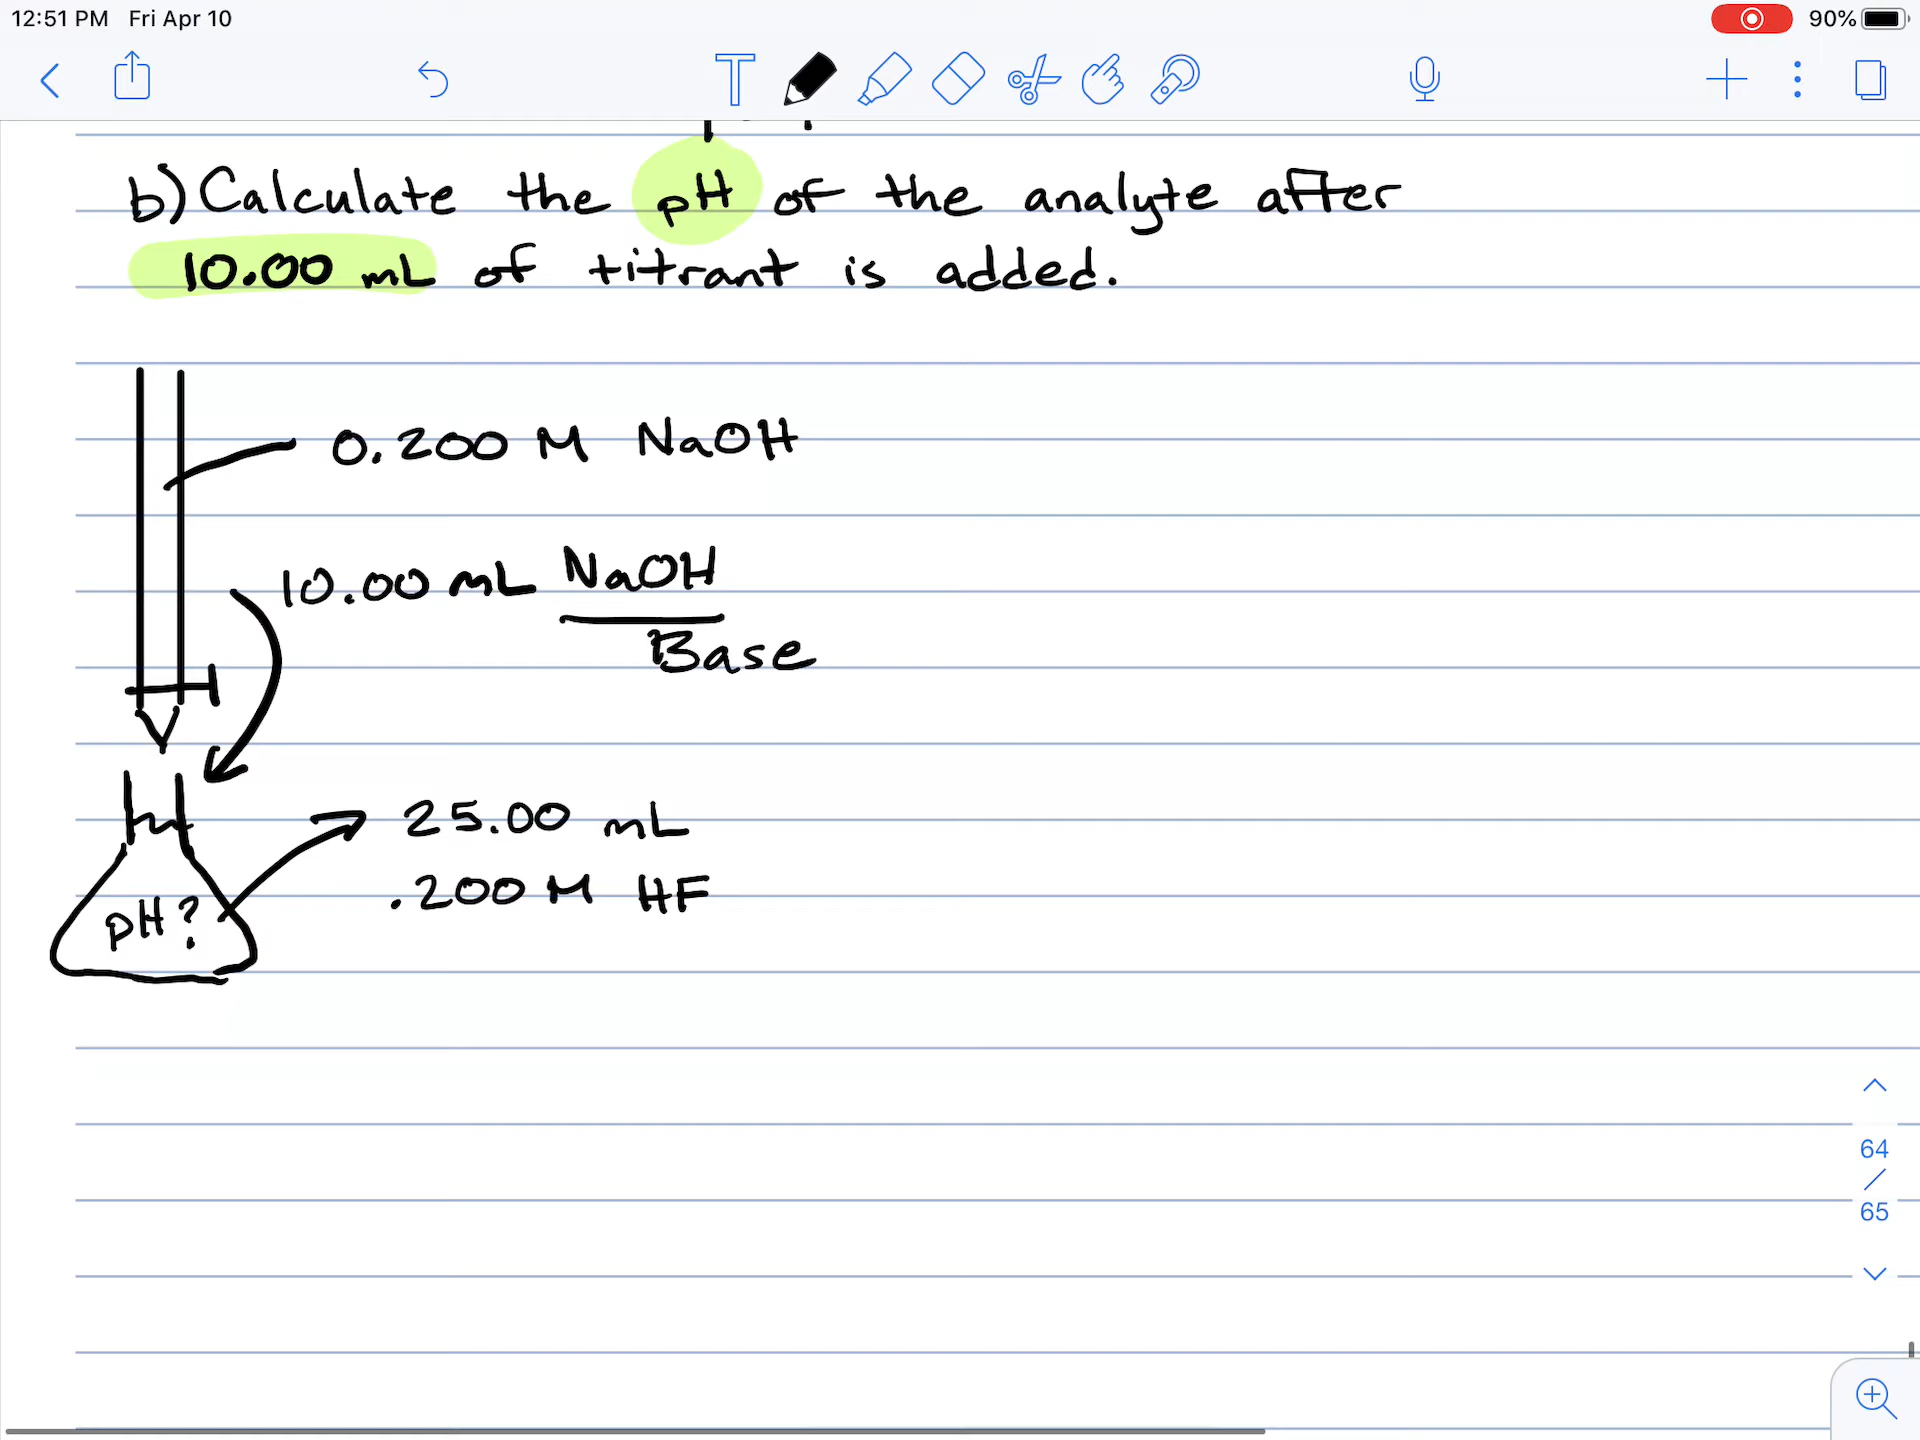 12:51 PM Fri Apr 10
90%
b) Calculate the pH of the analyte after
10.00 mL of titrant is added.
0.200 M NaOH
10.00 mL NaOH
Base
25.00 mL
.200 M HF
pH?
64
/
65